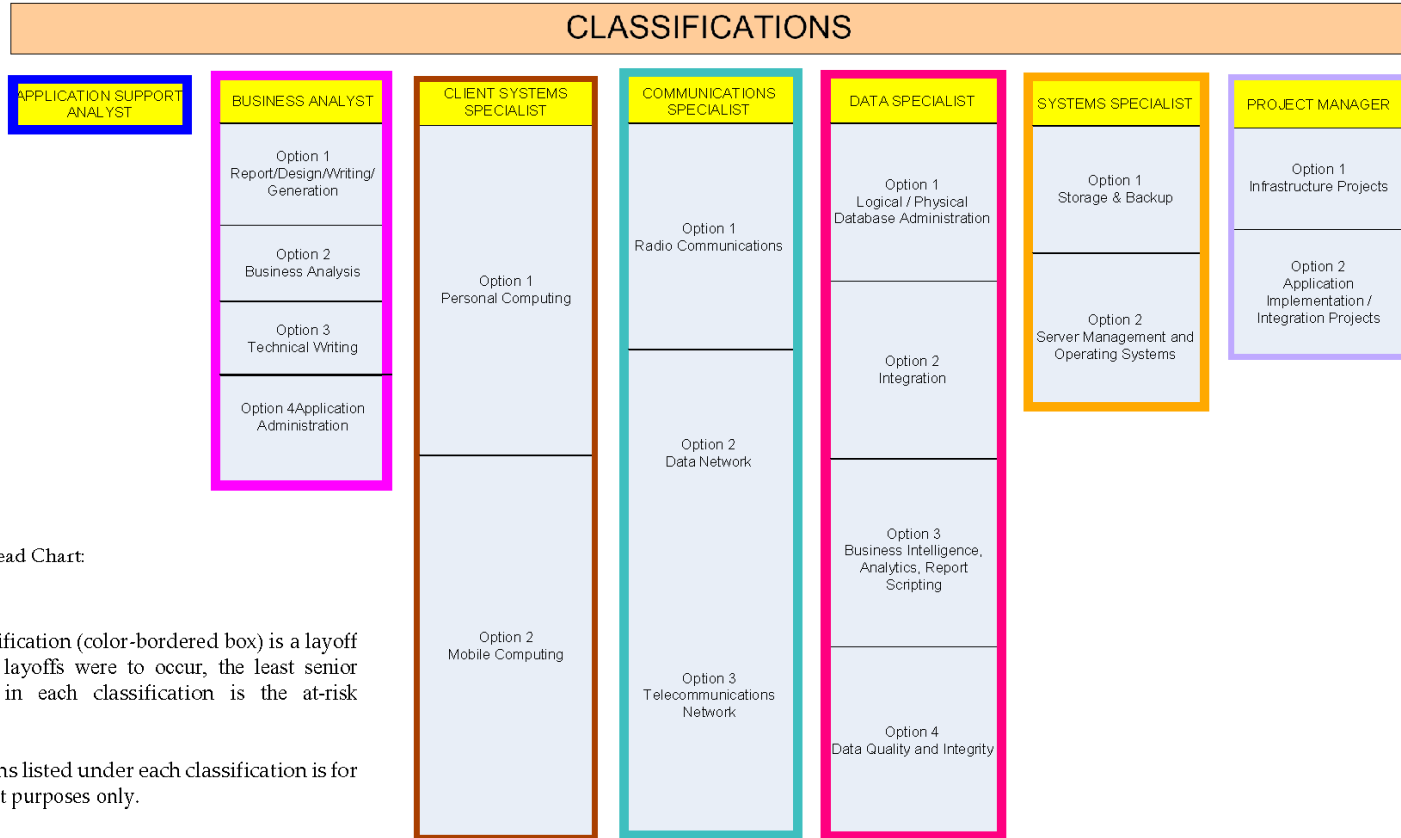 CLASSIFICATIONS
APPLICATION SUPPORT
ANALYST
BUSINESS ANALYST
Option 1
Report/Design/Writing/
Generation
Option 2
Business Analysis
Option 3
Technical Writing
Option 4Application
Administration
CLIENT SYSTEMS
SPECIALIST
Option 1
Personal Computing
Option 2
Mobile Computing
COMMUNICATIONS
SPECIALIST
Option 1
Radio Communications
Option 2
Data Network
Option 3
Telecommunications
Network
DATA SPECIALIST
Option 1
Logical / Physical
Database Administration
Option 2
Integration
Option 3
Business Intelligence,
Analytics, Report
Scripting
Option 4
Data Quality and Integrity
SYSTEMS SPECIALIST
Option 1
Storage & Backup
Option 2
Server Management and
Operating Systems
PROJECT MANAGER
Option 1
Infrastructure Projects
Option 2
Application
Implementation /
Integration Projects
ead Chart:
ification (color-bordered box) is a layoff
layoffs were to occur, the least senior
in each classification is the at-risk
ns listed under each classification is for
t purposes only.